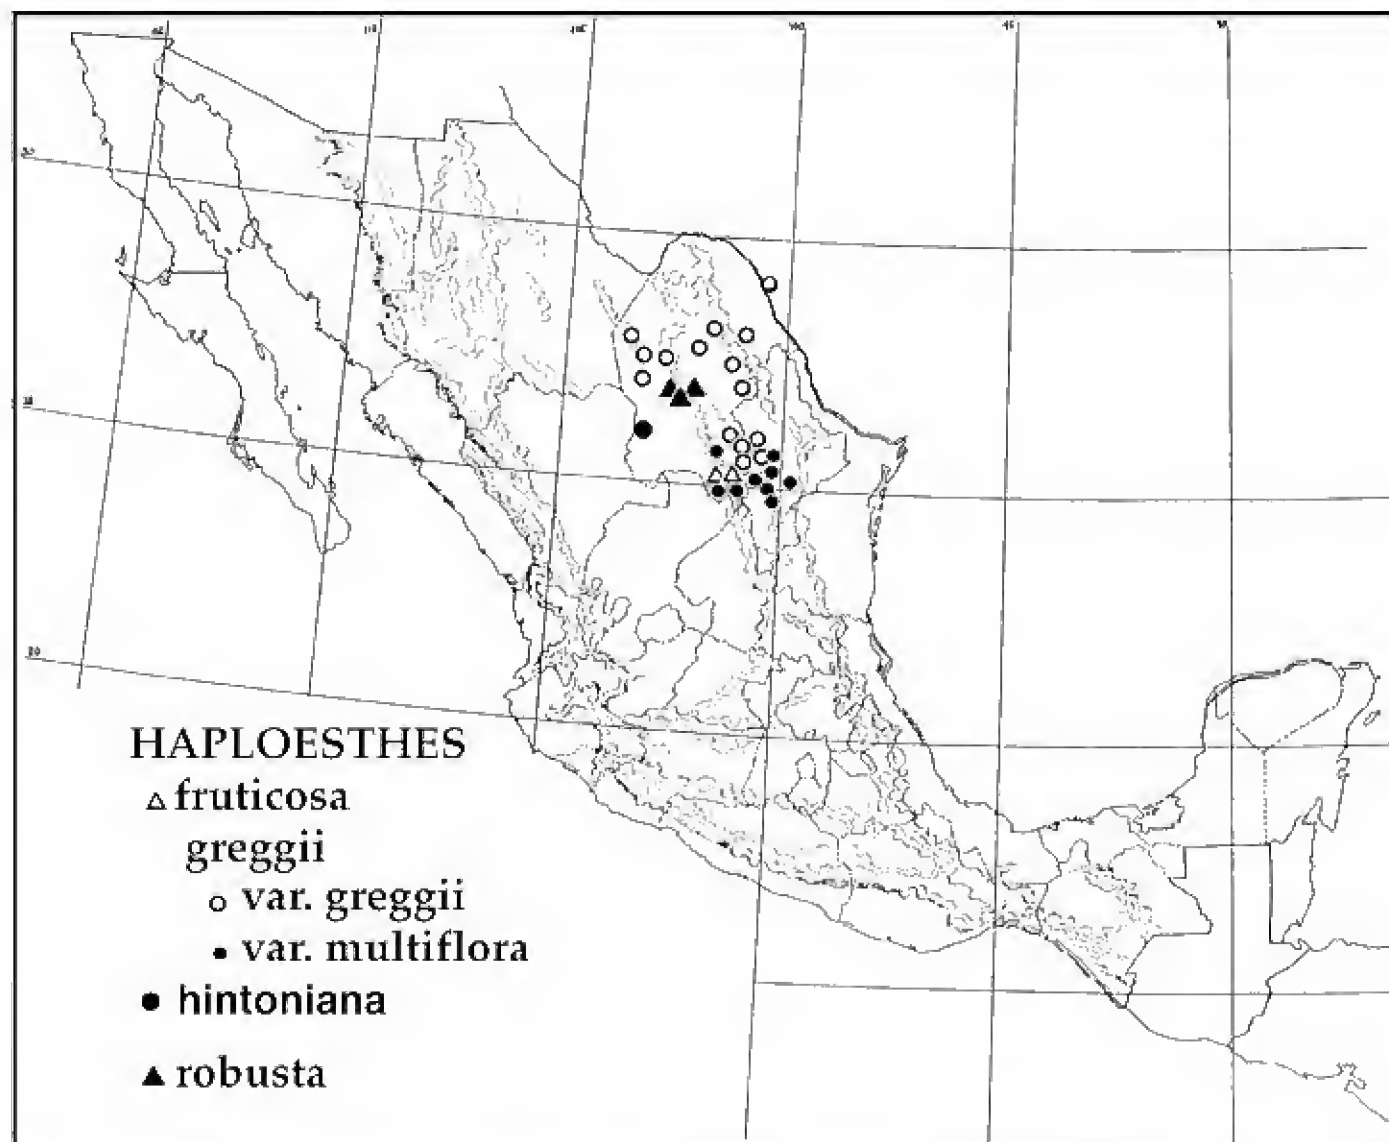 HAPLOESTHES
fruticosa
greggii
var. greggii
var. multiflora
hintoniana
robusta